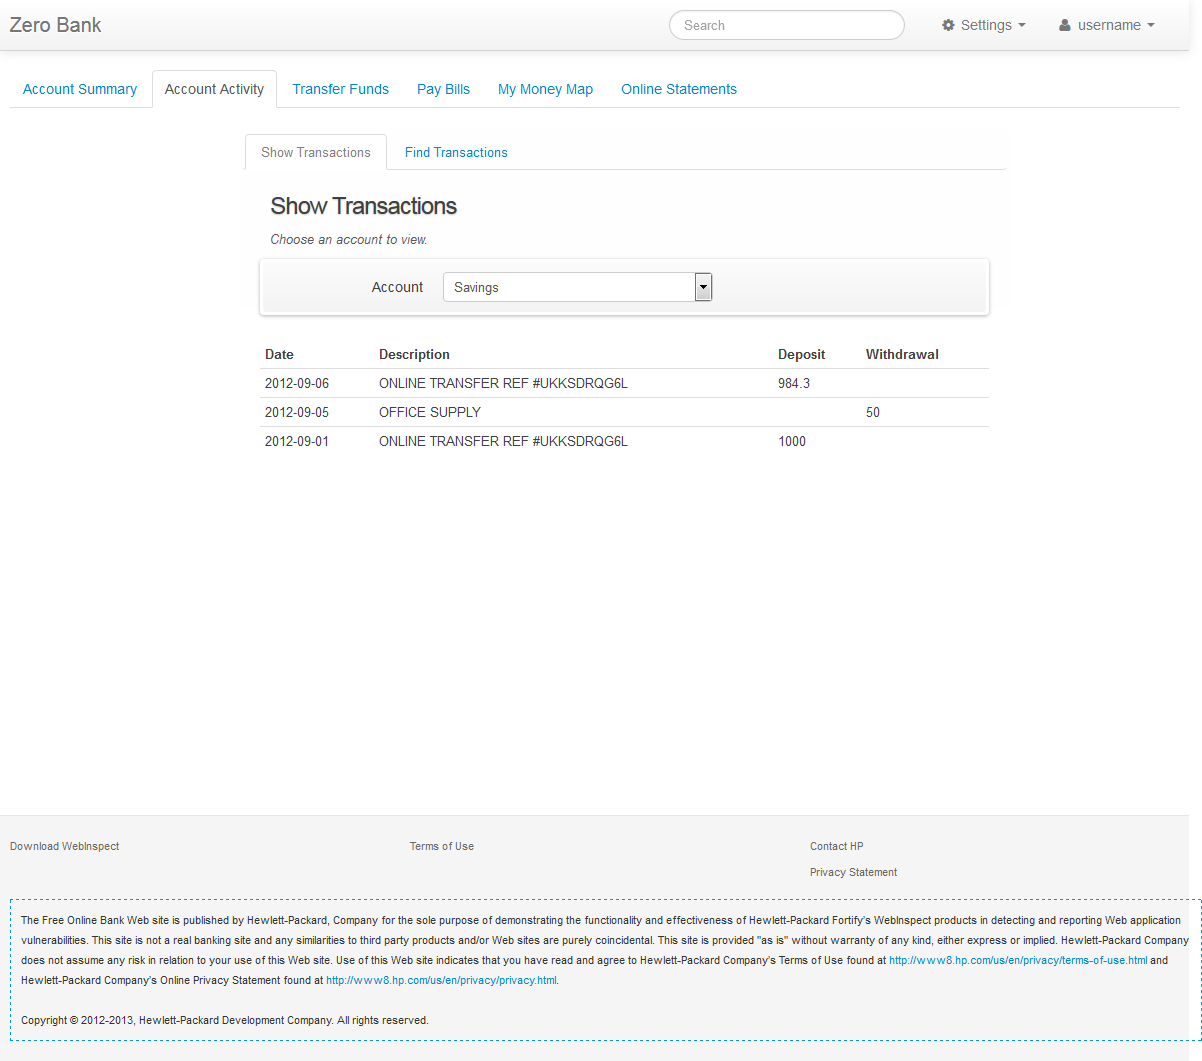 Zero Bank
Search
Settings
username
Account Summary Account Activity Transfer Funds Pay Bills My Money Map Online Statements
Show Transactions Find Transactions
Show Transactions
Choose an account to view.
Account Savings
Date Description Deposit Withdrawal
2012-09-06 ONLINE TRANSFER REF #UKKSDRQG6L 984.3
2012-09-05 OFFICE SUPPLY 50
2012-09-01 ONLINE TRANSFER REF #UKKSDRQG6L 1000
Download WebInspect Terms of Use Contact HP
Privacy Statement
The Free Online Bank Web site is published by Hewlett-Packard, Company for the sole purpose of demonstrating the functionality and effectiveness of Hewlett-Packard Fortify's WebInspect products in detecting and reporting Web application
vulnerabilities. This site is not a real banking site and any similarities to third party products and/or Web sites are purely coincidental. This site is provided "as is" without warranty of any kind, either express or implied. Hewlett-Packard Company
does not assume any risk in relation to your use of this Web site. Use of this Web site indicates that you have read and agree to Hewlett-Packard Company's Terms of Use found at http://www8.hp.com/us/en/privacy/terms-of-use.html and
Hewlett-Packard Company's Online Privacy Statement found at http://www8.hp.com/us/en/privacy/privacy.html.
Copyright © 2012-2013, Hewlett-Packard Development Company. All rights reserved.